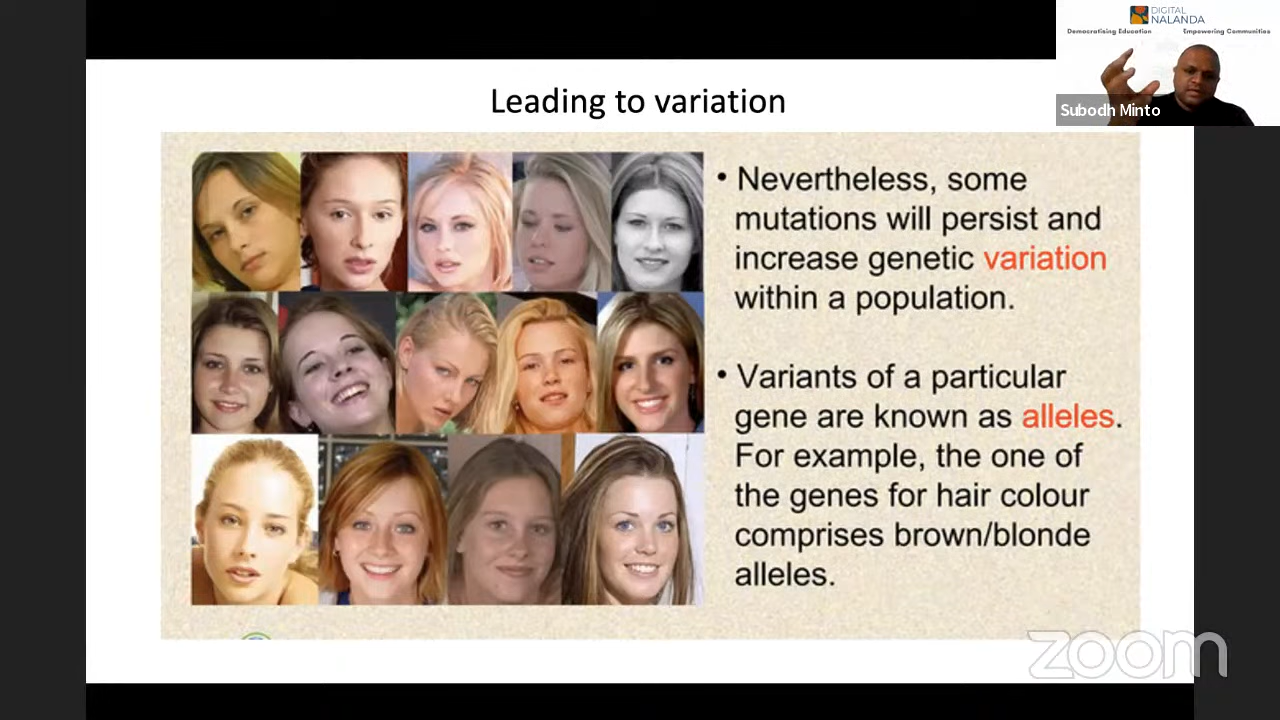 DIGITAL
NALANDA
Democratising Education Empowering Communities
Subodh Minto
Leading to variation
• Nevertheless, some
mutations will persist and
increase genetic variation
within a population.
• Variants of a particular
gene are known as alleles.
For example, the one of
the genes for hair colour
comprises brown/blonde
alleles.
zoom